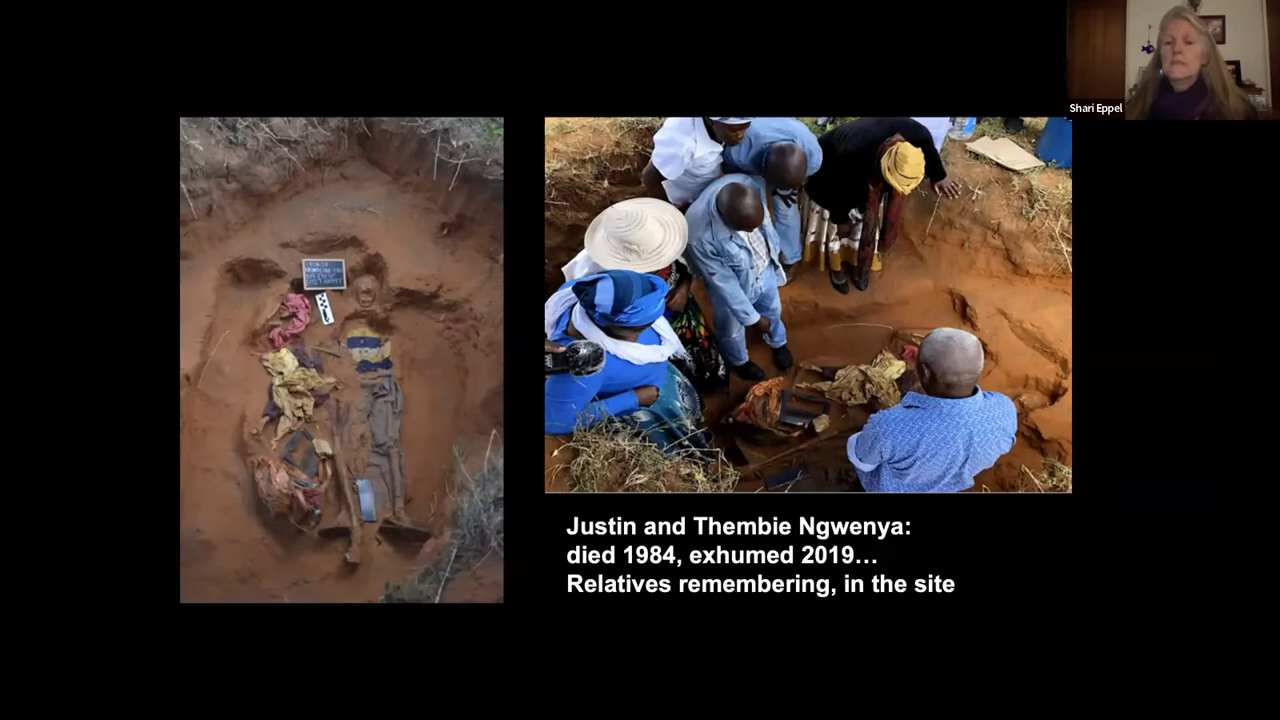 Shari Eppel
Justin and Thembie Ngwenya:
died 1984, exhumed 2019...
Relatives remembering, in the site